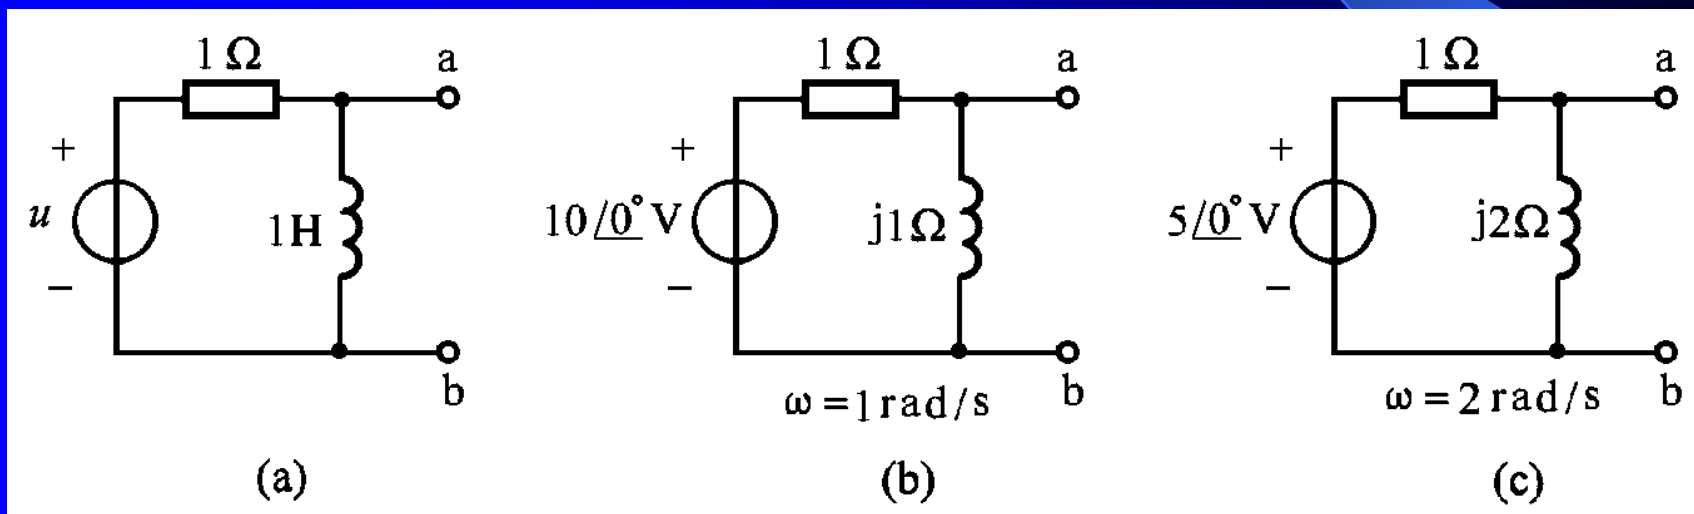 1 Ω
a
+
u
1H
−
b
(a)
1 Ω
a
+
10/0° V
j1Ω
−
b
ω = 1 rad/s
(b)
1 Ω
a
+
5/0° V
j2Ω
−
b
ω = 2 rad/s
(c)